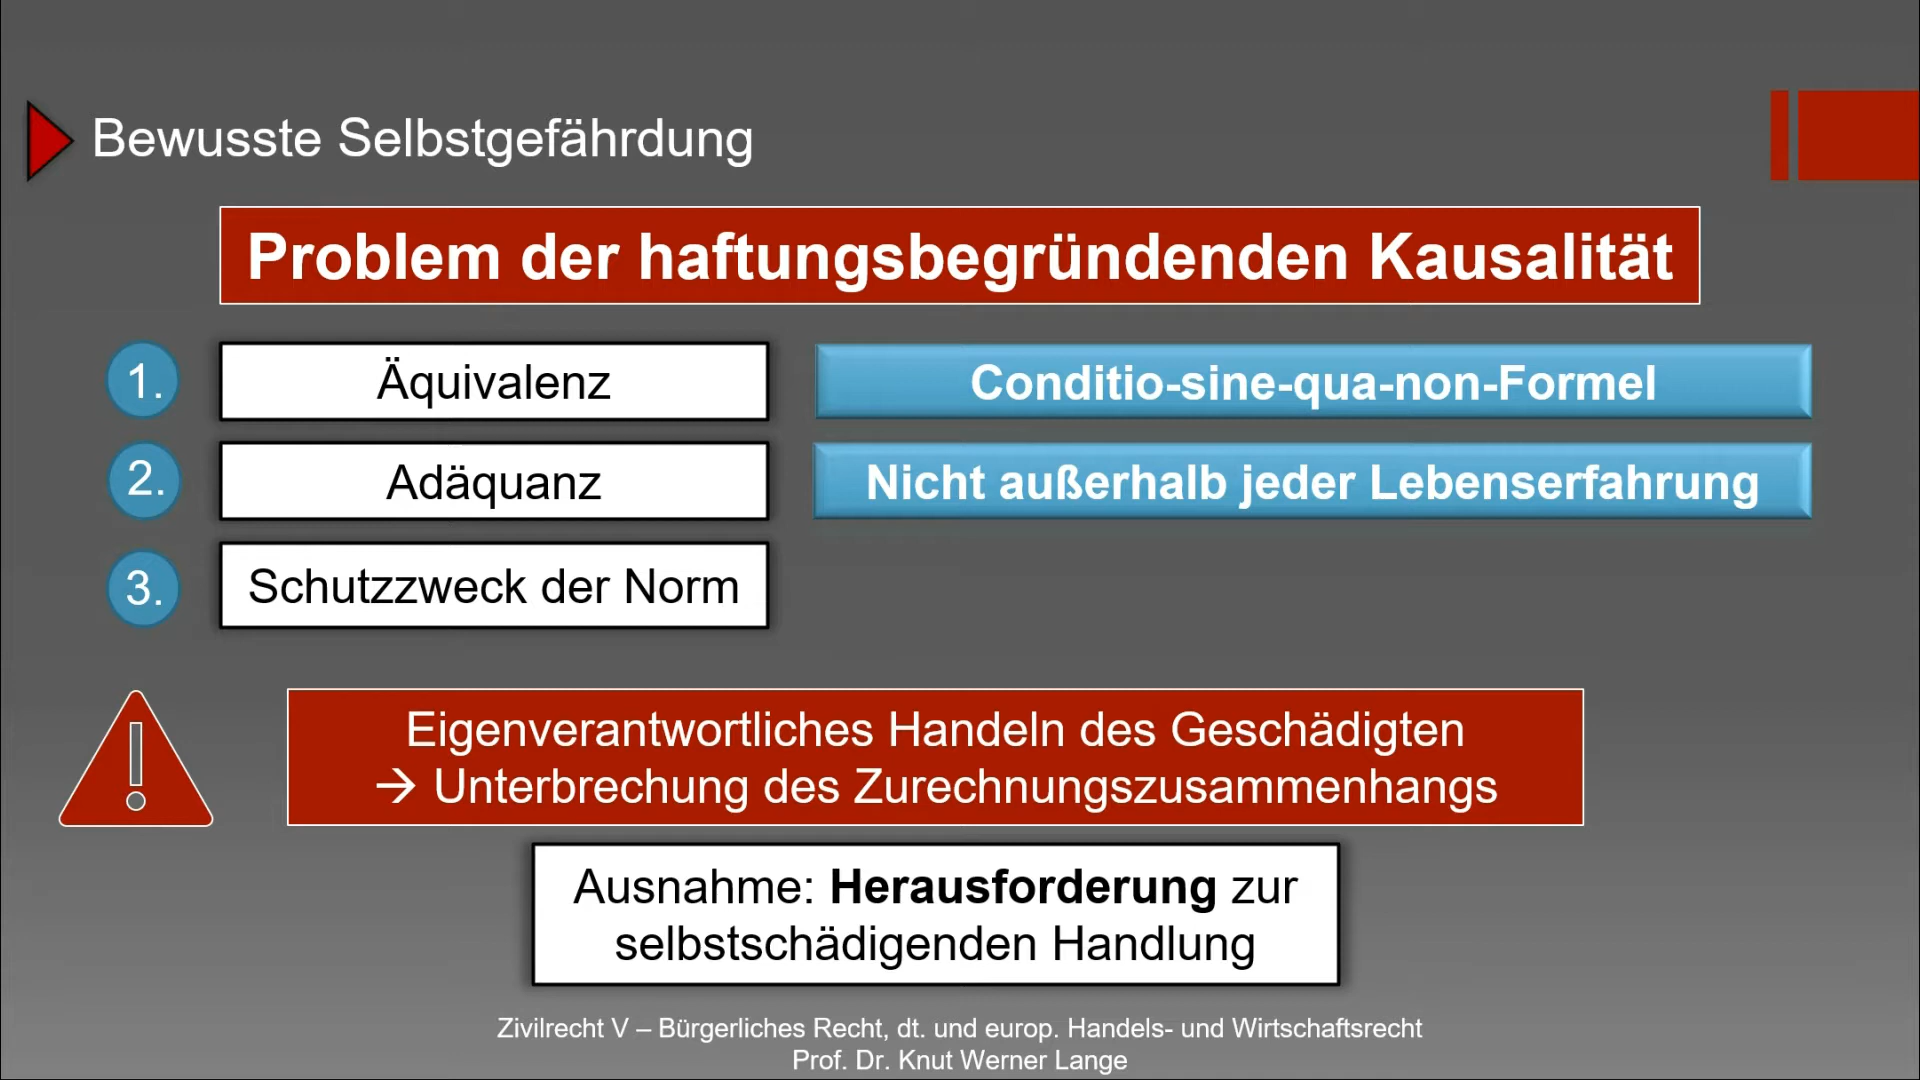 Bewusste Selbstgefährdung
Problem der haftungsbegründenden Kausalität
1.
Äquivalenz
Conditio-sine-qua-non-Formel
2.
Adäquanz
Nicht außerhalb jeder Lebenserfahrung
3.
Schutzzweck der Norm
Eigenverantwortliches Handeln des Geschädigten
→ Unterbrechung des Zurechnungszusammenhangs
Ausnahme: Herausforderung zur
selbstschädigenden Handlung
Zivilrecht V – Bürgerliches Recht, dt. und europ. Handels- und Wirtschaftsrecht
Prof. Dr. Knut Werner Lange